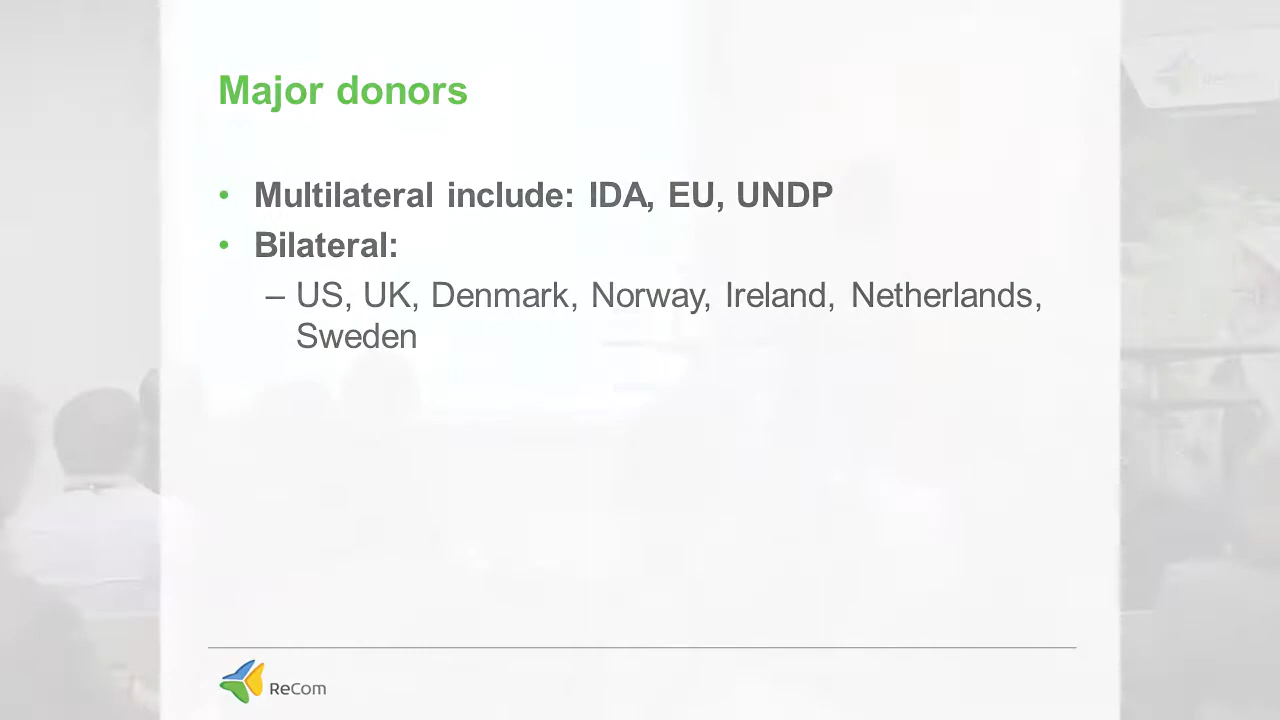 Major donors
• Multilateral include: IDA, EU, UNDP
• Bilateral:
– US, UK, Denmark, Norway, Ireland, Netherlands,
Sweden
ReCom